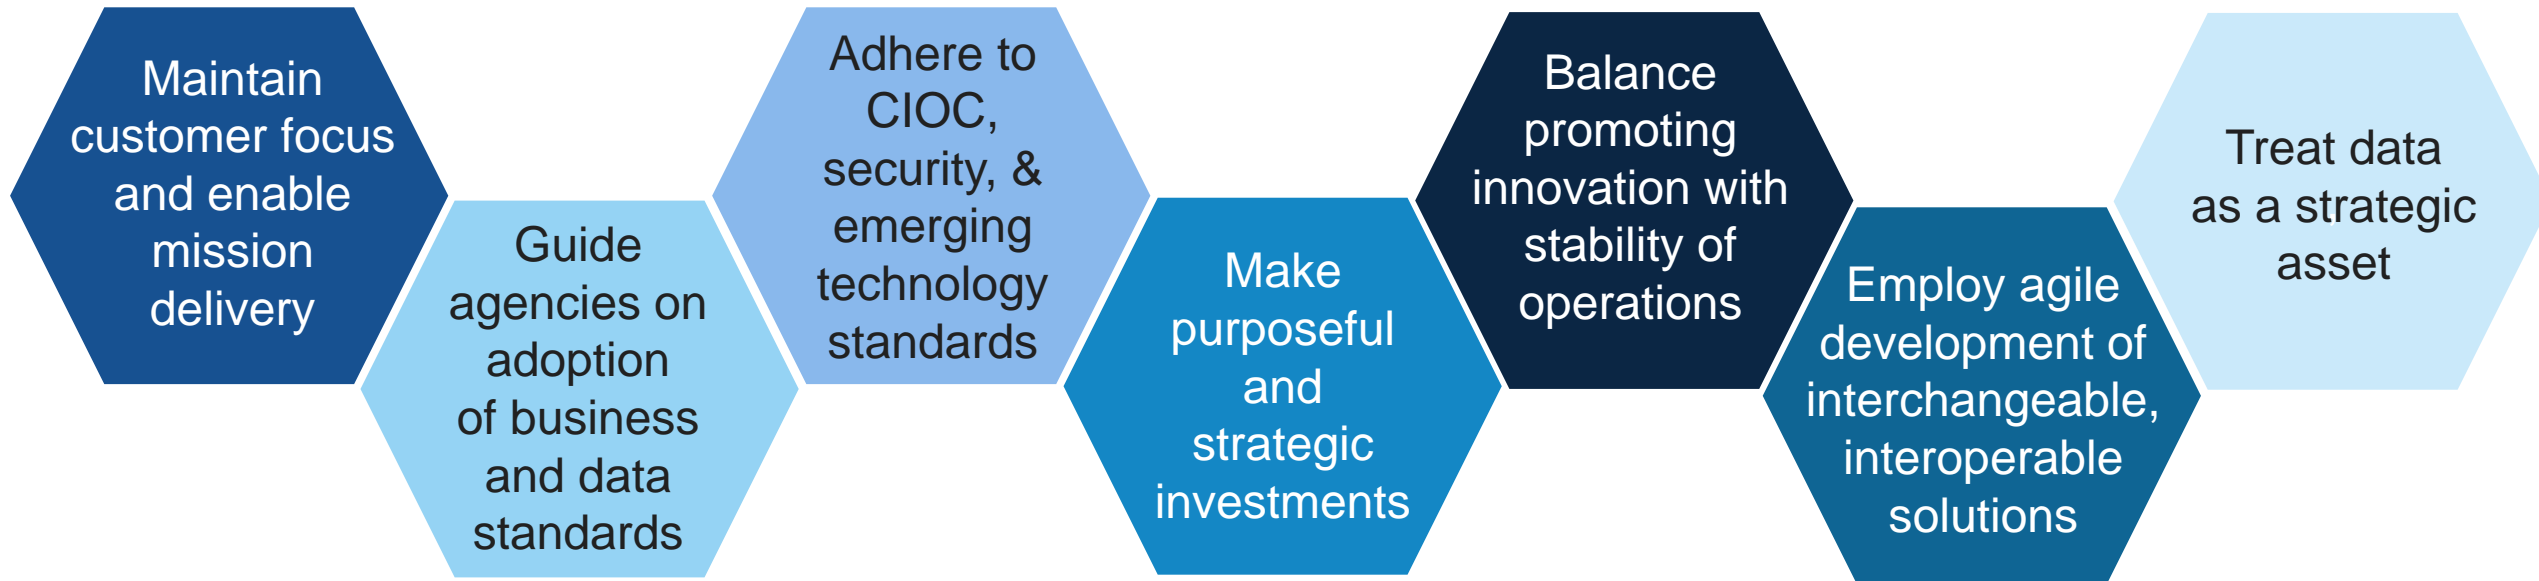 Maintain
customer focus
and enable
mission
delivery
Guide
agencies on
adoption
of business
and data
standards
Adhere to
CIOC,
security, &
emerging
technology
standards
Make
purposeful
and
strategic
investments
Balance
promoting
innovation with
stability of
operations
Employ agile
development of
interchangeable,
interoperable
solutions
Treat data
as a strategic
asset